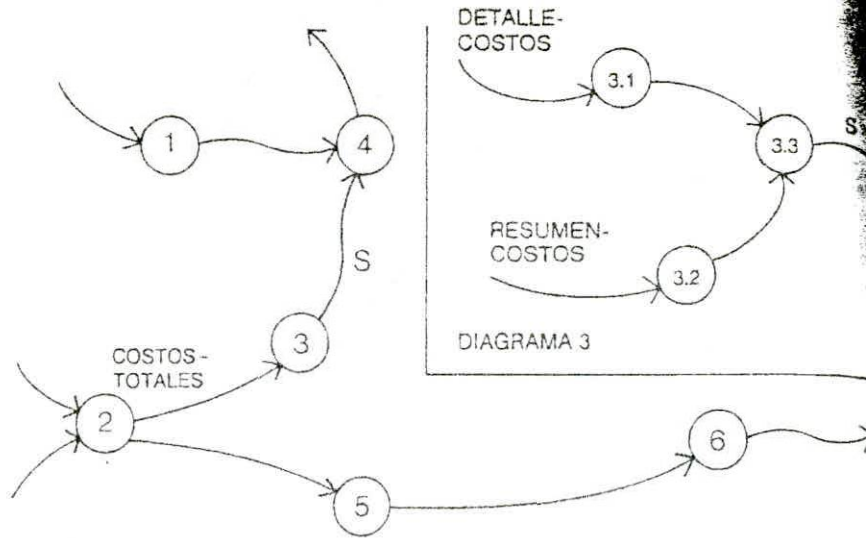 DETALLE-
COSTOS
3.1
3.3
S
1
4
RESUMEN-
COSTOS
3.2
S
3
DIAGRAMA 3
COSTOS-
TOTALES
2
6
5